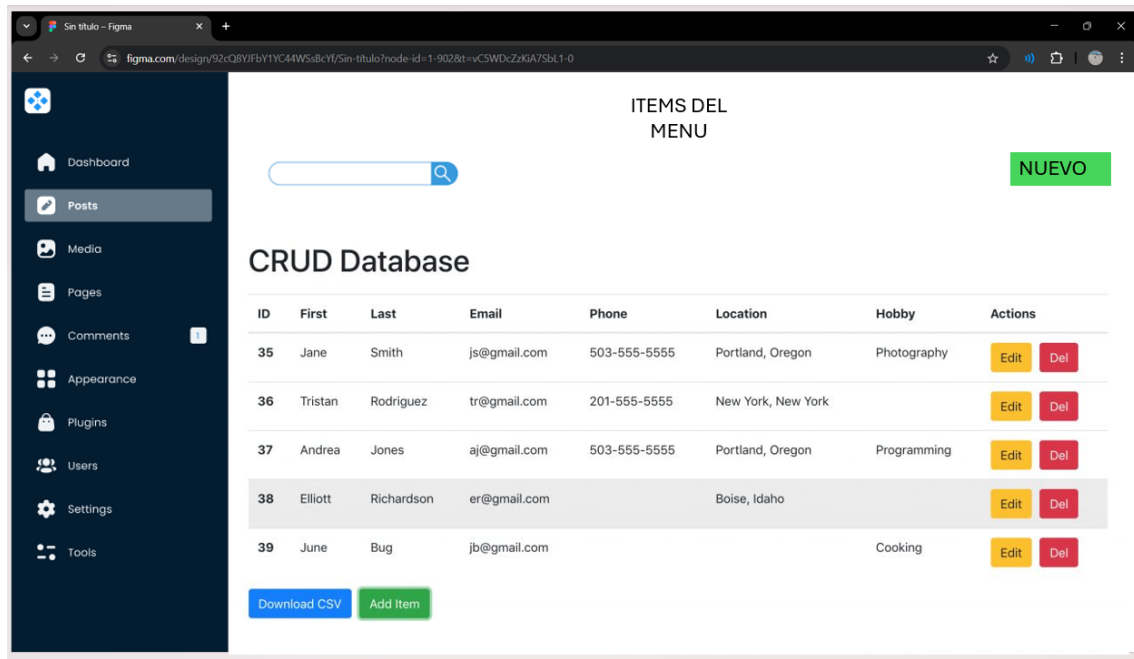 Sin título – Figma
figma.com/design/92cQ8YJFbY1YC44WSsBcYf/Sin-título?node-id=1-902&t=vC5WDcZzKiA7SbL1-0
ITEMS DEL
MENU
NUEVO
Dashboard
Posts
Media
Pages
Comments 1
Appearance
Plugins
Users
Settings
Tools
CRUD Database
ID First Last Email Phone Location Hobby Actions
35 Jane Smith js@gmail.com 503-555-5555 Portland, Oregon Photography Edit Del
36 Tristan Rodriguez tr@gmail.com 201-555-5555 New York, New York Edit Del
37 Andrea Jones aj@gmail.com 503-555-5555 Portland, Oregon Programming Edit Del
38 Elliott Richardson er@gmail.com Boise, Idaho Edit Del
39 June Bug jb@gmail.com Cooking Edit Del
Download CSV Add Item